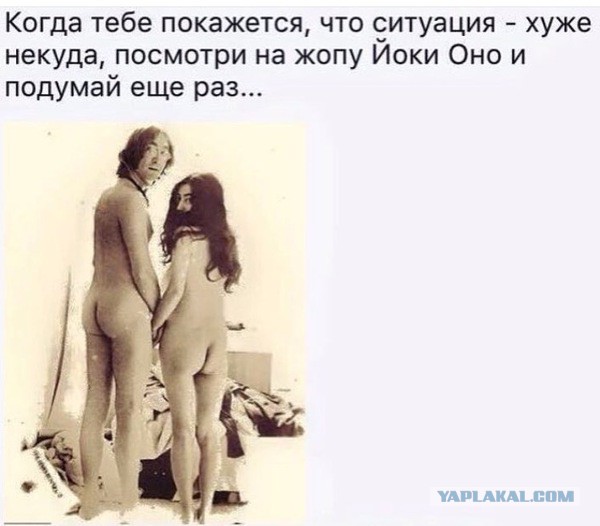 Когда тебе покажется, что ситуация - хуже
некуда, посмотри на жопу Йоки Оно и
подумай еще раз...
YAPLAKAL.COM